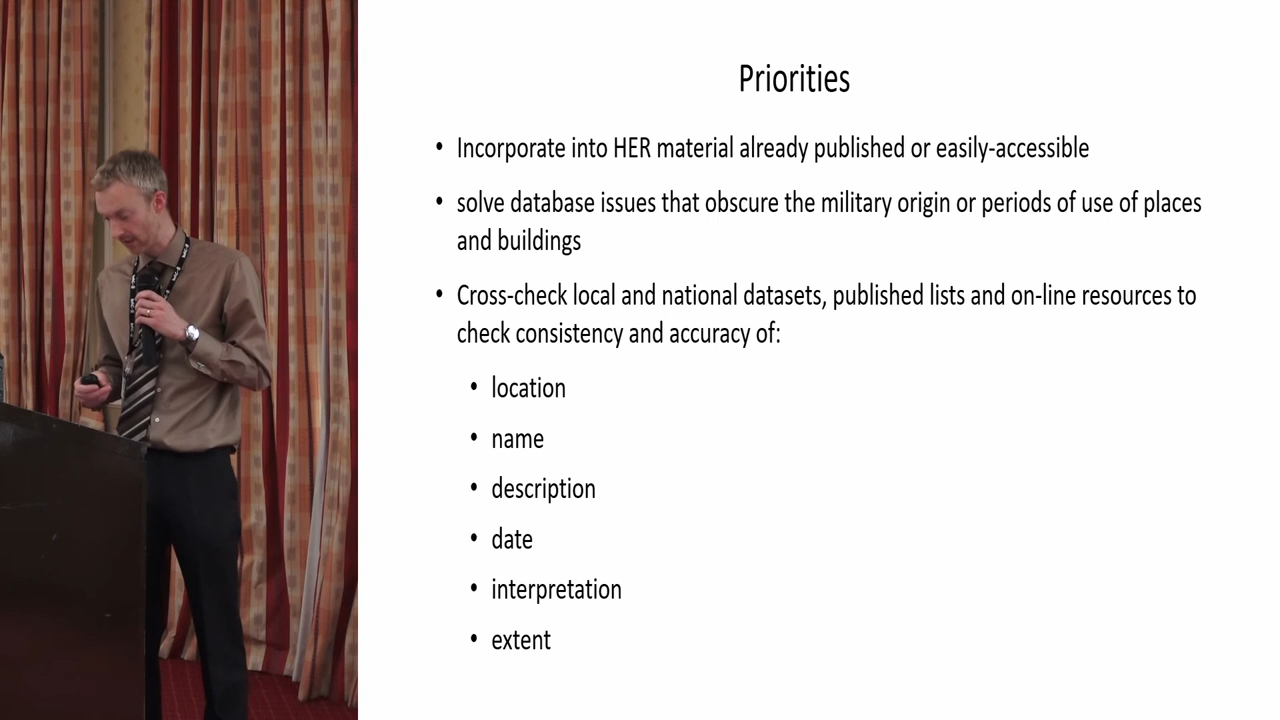 Priorities
• Incorporate into HER material already published or easily-accessible
• solve database issues that obscure the military origin or periods of use of places
and buildings
• Cross-check local and national datasets, published lists and on-line resources to
check consistency and accuracy of:
• location
• name
• description
• date
• interpretation
• extent